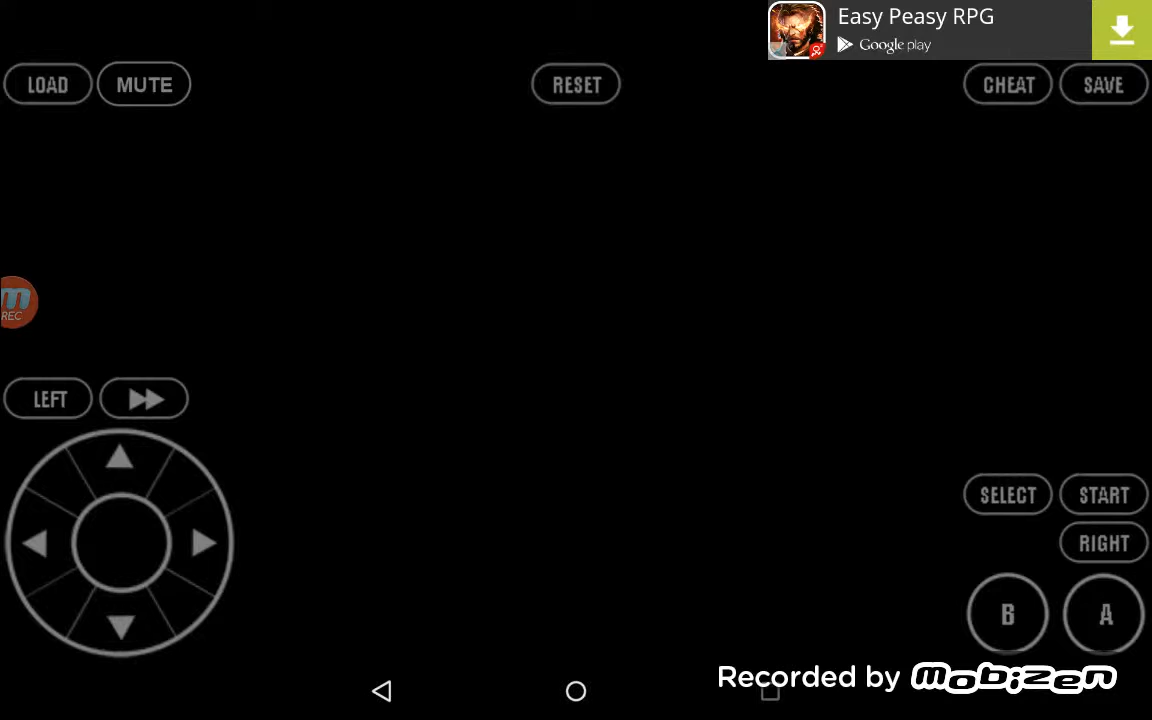 Easy Peasy RPG
Google play
LOAD
MUTE
RESET
CHEAT
SAVE
m
REC
LEFT
SELECT
START
RIGHT
B
A
Recorded by mobizen